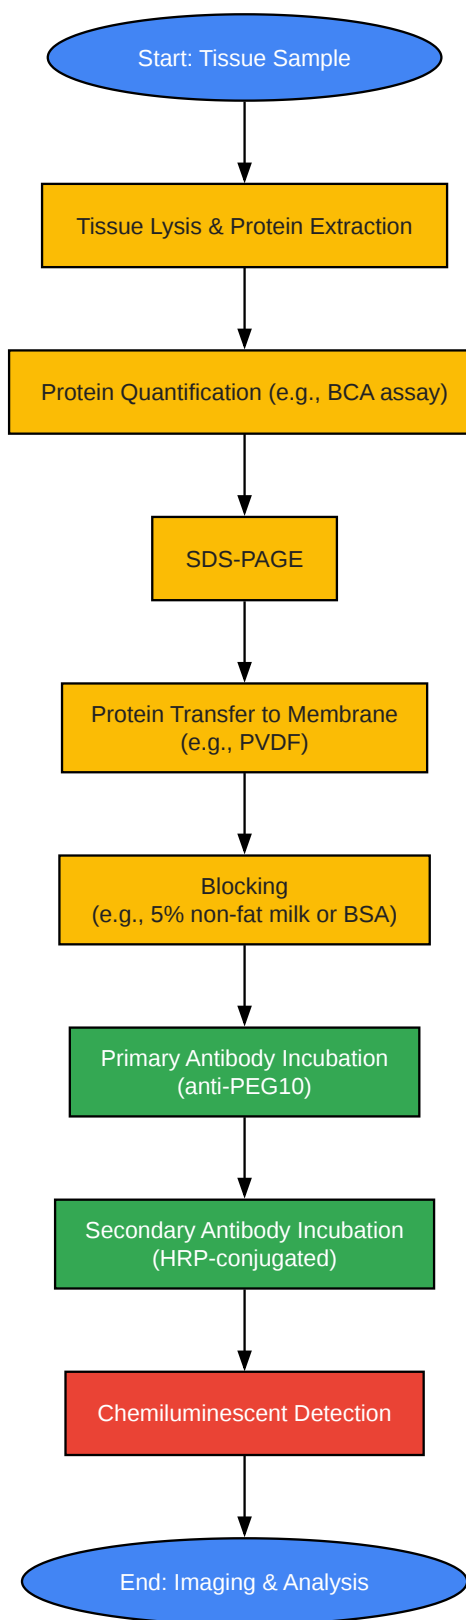 Start: Tissue Sample
Tissue Lysis & Protein Extraction
Protein Quantification (e.g., BCA assay)
SDS-PAGE
Protein Transfer to Membrane
(e.g., PVDF)
Blocking
(e.g., 5% non-fat milk or BSA)
Primary Antibody Incubation
(anti-PEG10)
Secondary Antibody Incubation
(HRP-conjugated)
Chemiluminescent Detection
End: Imaging & Analysis